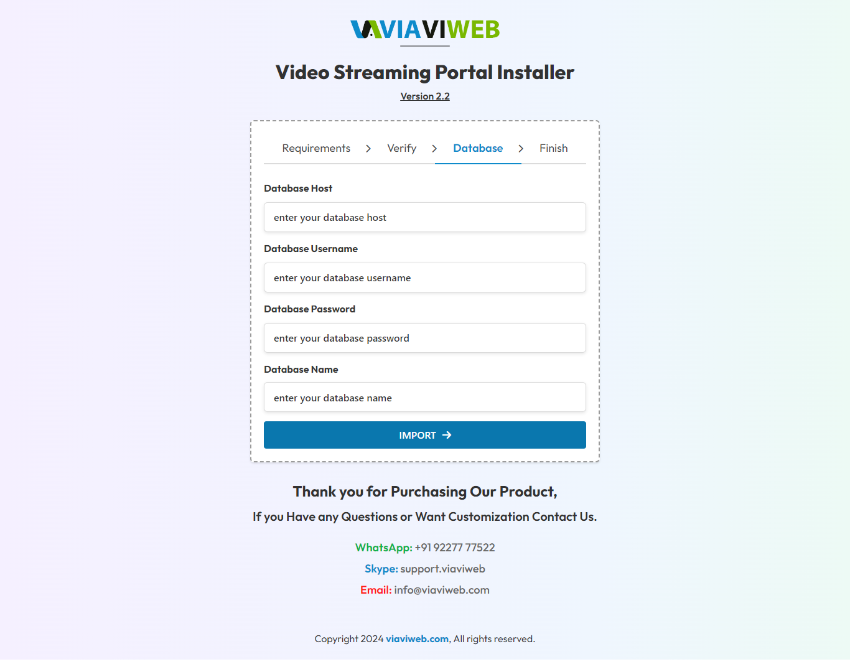 VIAVIWEB
Video Streaming Portal Installer
Version 2.2
Requirements > Verify > Database > Finish
Database Host
enter your database host
Database Username
enter your database username
Database Password
enter your database password
Database Name
enter your database name
IMPORT →
Thank you for Purchasing Our Product,
If you Have any Questions or Want Customization Contact Us.
WhatsApp: +91 92277 77522
Skype: support.viaviweb
Email: info@viaviweb.com
Copyright 2024 viaviweb.com, All rights reserved.